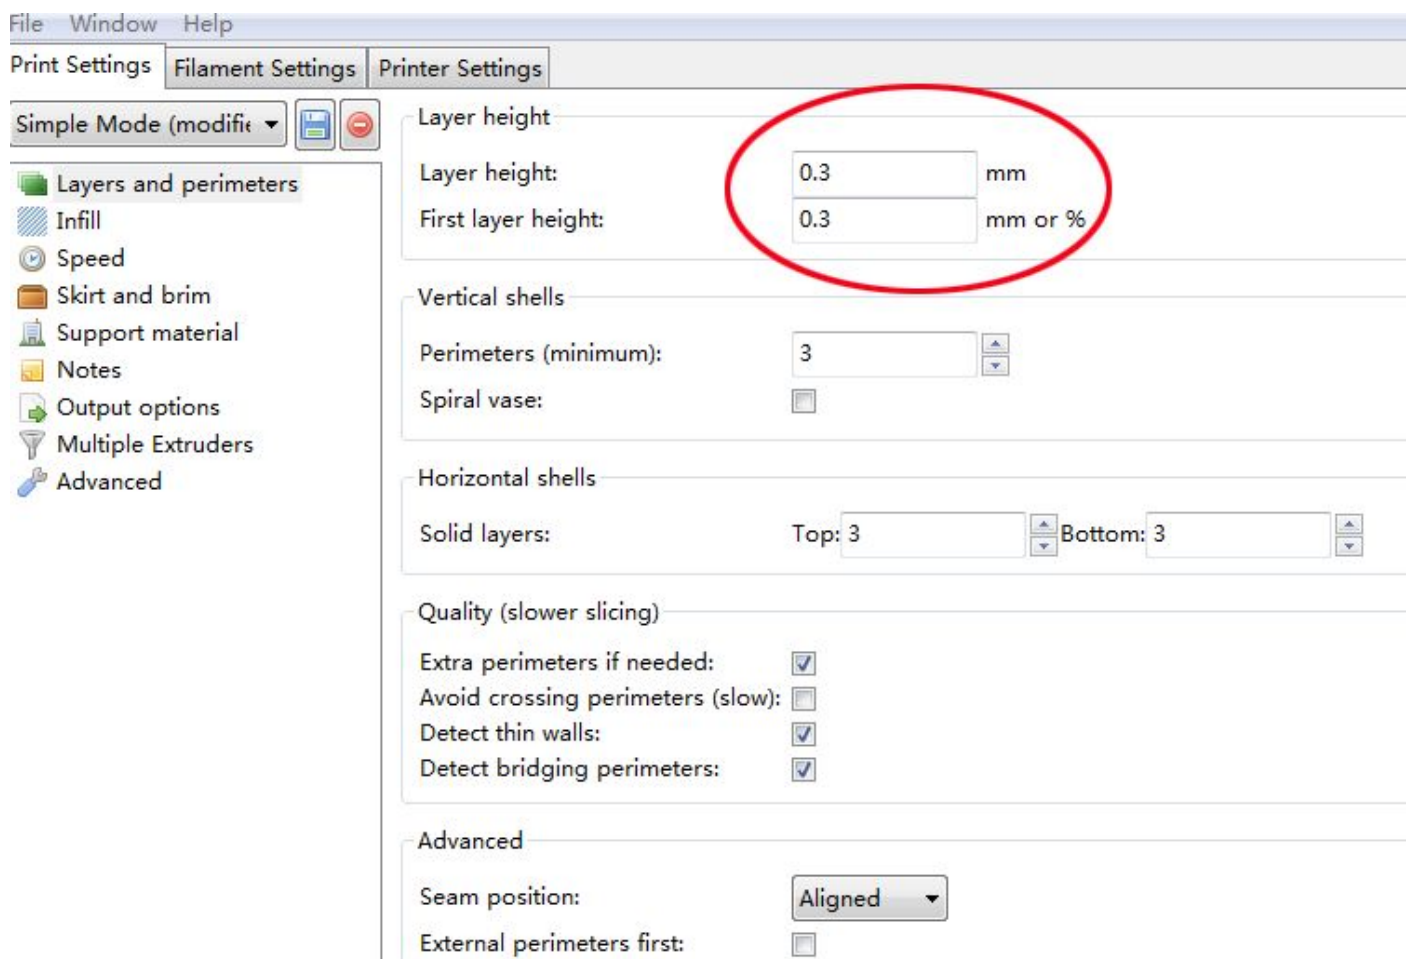 File Window Help
Print Settings Filament Settings Printer Settings
Simple Mode (modifie
Layers and perimeters
Infill
Speed
Skirt and brim
Support material
Notes
Output options
Multiple Extruders
Advanced
Layer height
Layer height: 0.3 mm
First layer height: 0.3 mm or %
Vertical shells
Perimeters (minimum): 3
Spiral vase:
Horizontal shells
Solid layers: Top: 3 Bottom: 3
Quality (slower slicing)
Extra perimeters if needed:
Avoid crossing perimeters (slow):
Detect thin walls:
Detect bridging perimeters:
Advanced
Seam position: Aligned
External perimeters first: